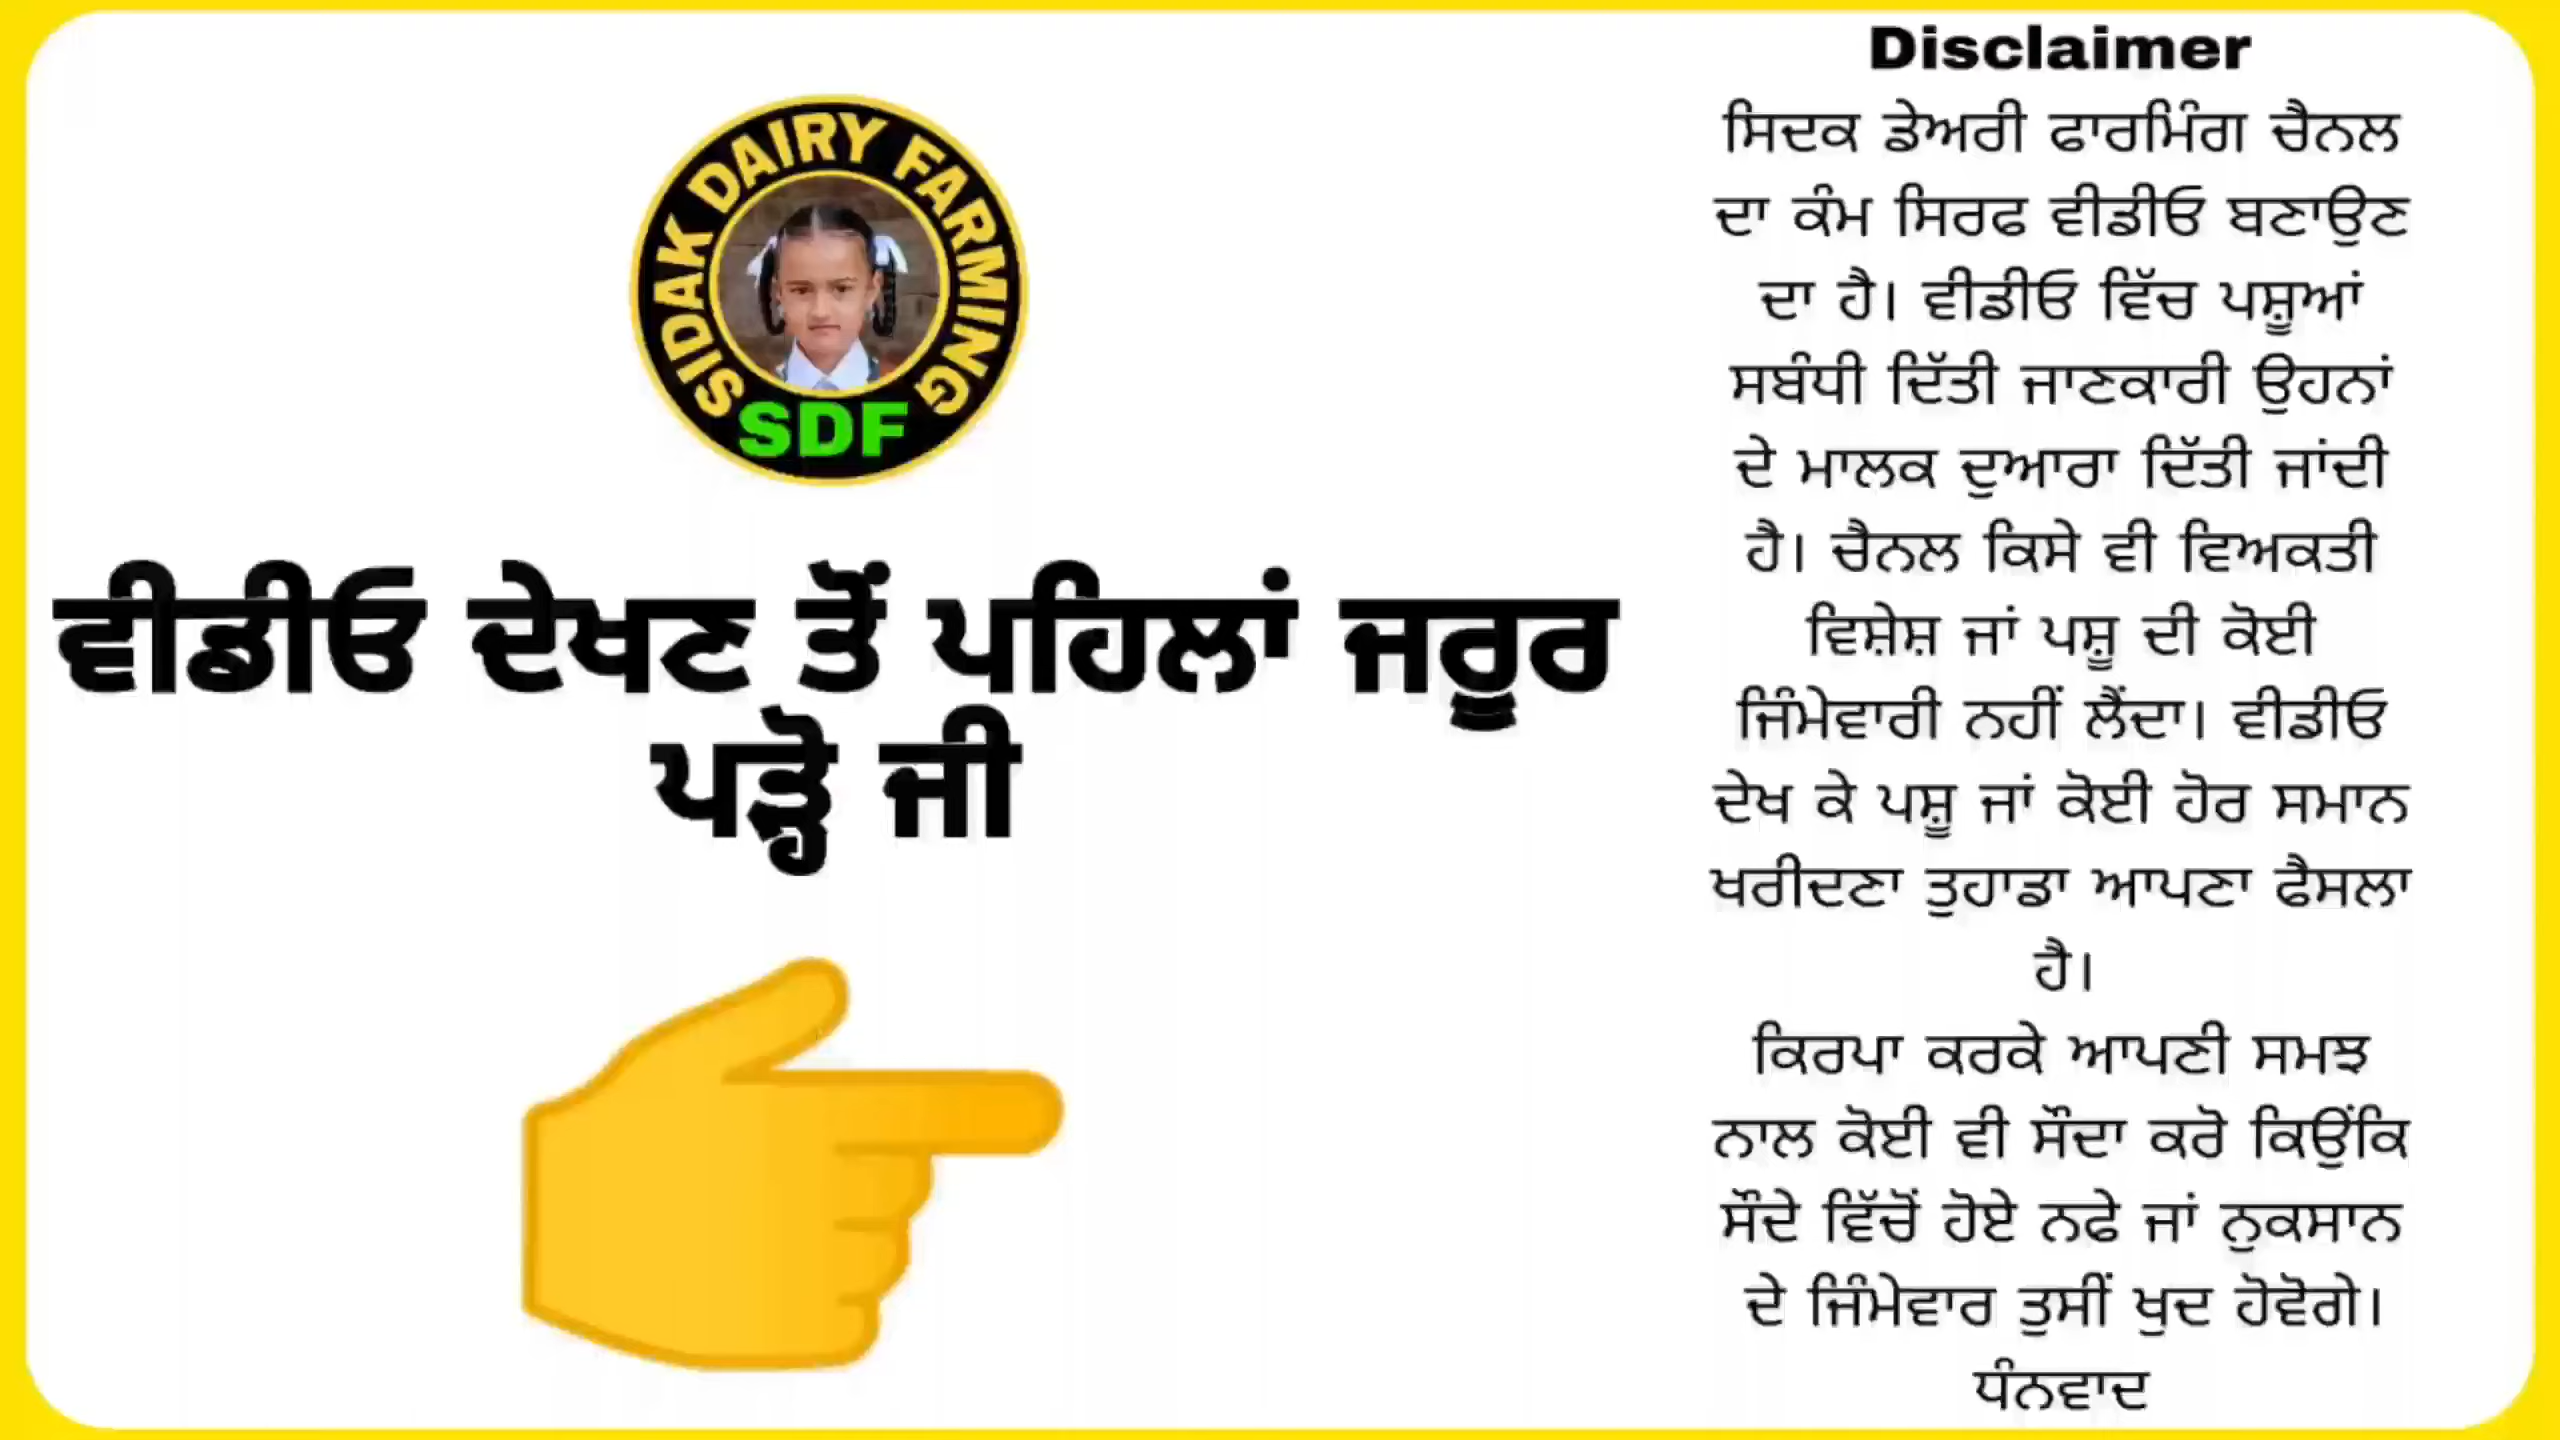 SIDAK DAIRY FARMING
SDF
ਵੀਡੀਓ ਦੇਖਣ ਤੋਂ ਪਹਿਲਾਂ ਜਰੂਰ
ਪੜ੍ਹੋ ਜੀ
Disclaimer
ਸਿਦਕ ਡੇਅਰੀ ਫਾਰਮਿੰਗ ਚੈਨਲ
ਦਾ ਕੰਮ ਸਿਰਫ ਵੀਡੀਓ ਬਣਾਉਣ
ਦਾ ਹੈ। ਵੀਡੀਓ ਵਿੱਚ ਪਸ਼ੂਆਂ
ਸਬੰਧੀ ਦਿੱਤੀ ਜਾਣਕਾਰੀ ਉਹਨਾਂ
ਦੇ ਮਾਲਕ ਦੁਆਰਾ ਦਿੱਤੀ ਜਾਂਦੀ
ਹੈ। ਚੈਨਲ ਕਿਸੇ ਵੀ ਵਿਅਕਤੀ
ਵਿਸ਼ੇਸ਼ ਜਾਂ ਪਸ਼ੂ ਦੀ ਕੋਈ
ਜਿੰਮੇਵਾਰੀ ਨਹੀਂ ਲੈਂਦਾ। ਵੀਡੀਓ
ਦੇਖ ਕੇ ਪਸ਼ੂ ਜਾਂ ਕੋਈ ਹੋਰ ਸਮਾਨ
ਖਰੀਦਣਾ ਤੁਹਾਡਾ ਆਪਣਾ ਫੈਸਲਾ
ਹੈ।
ਕਿਰਪਾ ਕਰਕੇ ਆਪਣੀ ਸਮਝ
ਨਾਲ ਕੋਈ ਵੀ ਸੌਦਾ ਕਰੋ ਕਿਉਂਕਿ
ਸੌਦੇ ਵਿੱਚੋਂ ਹੋਏ ਨਫੇ ਜਾਂ ਨੁਕਸਾਨ
ਦੇ ਜਿੰਮੇਵਾਰ ਤੁਸੀਂ ਖੁਦ ਹੋਵੋਗੇ।
ਧੰਨਵਾਦ